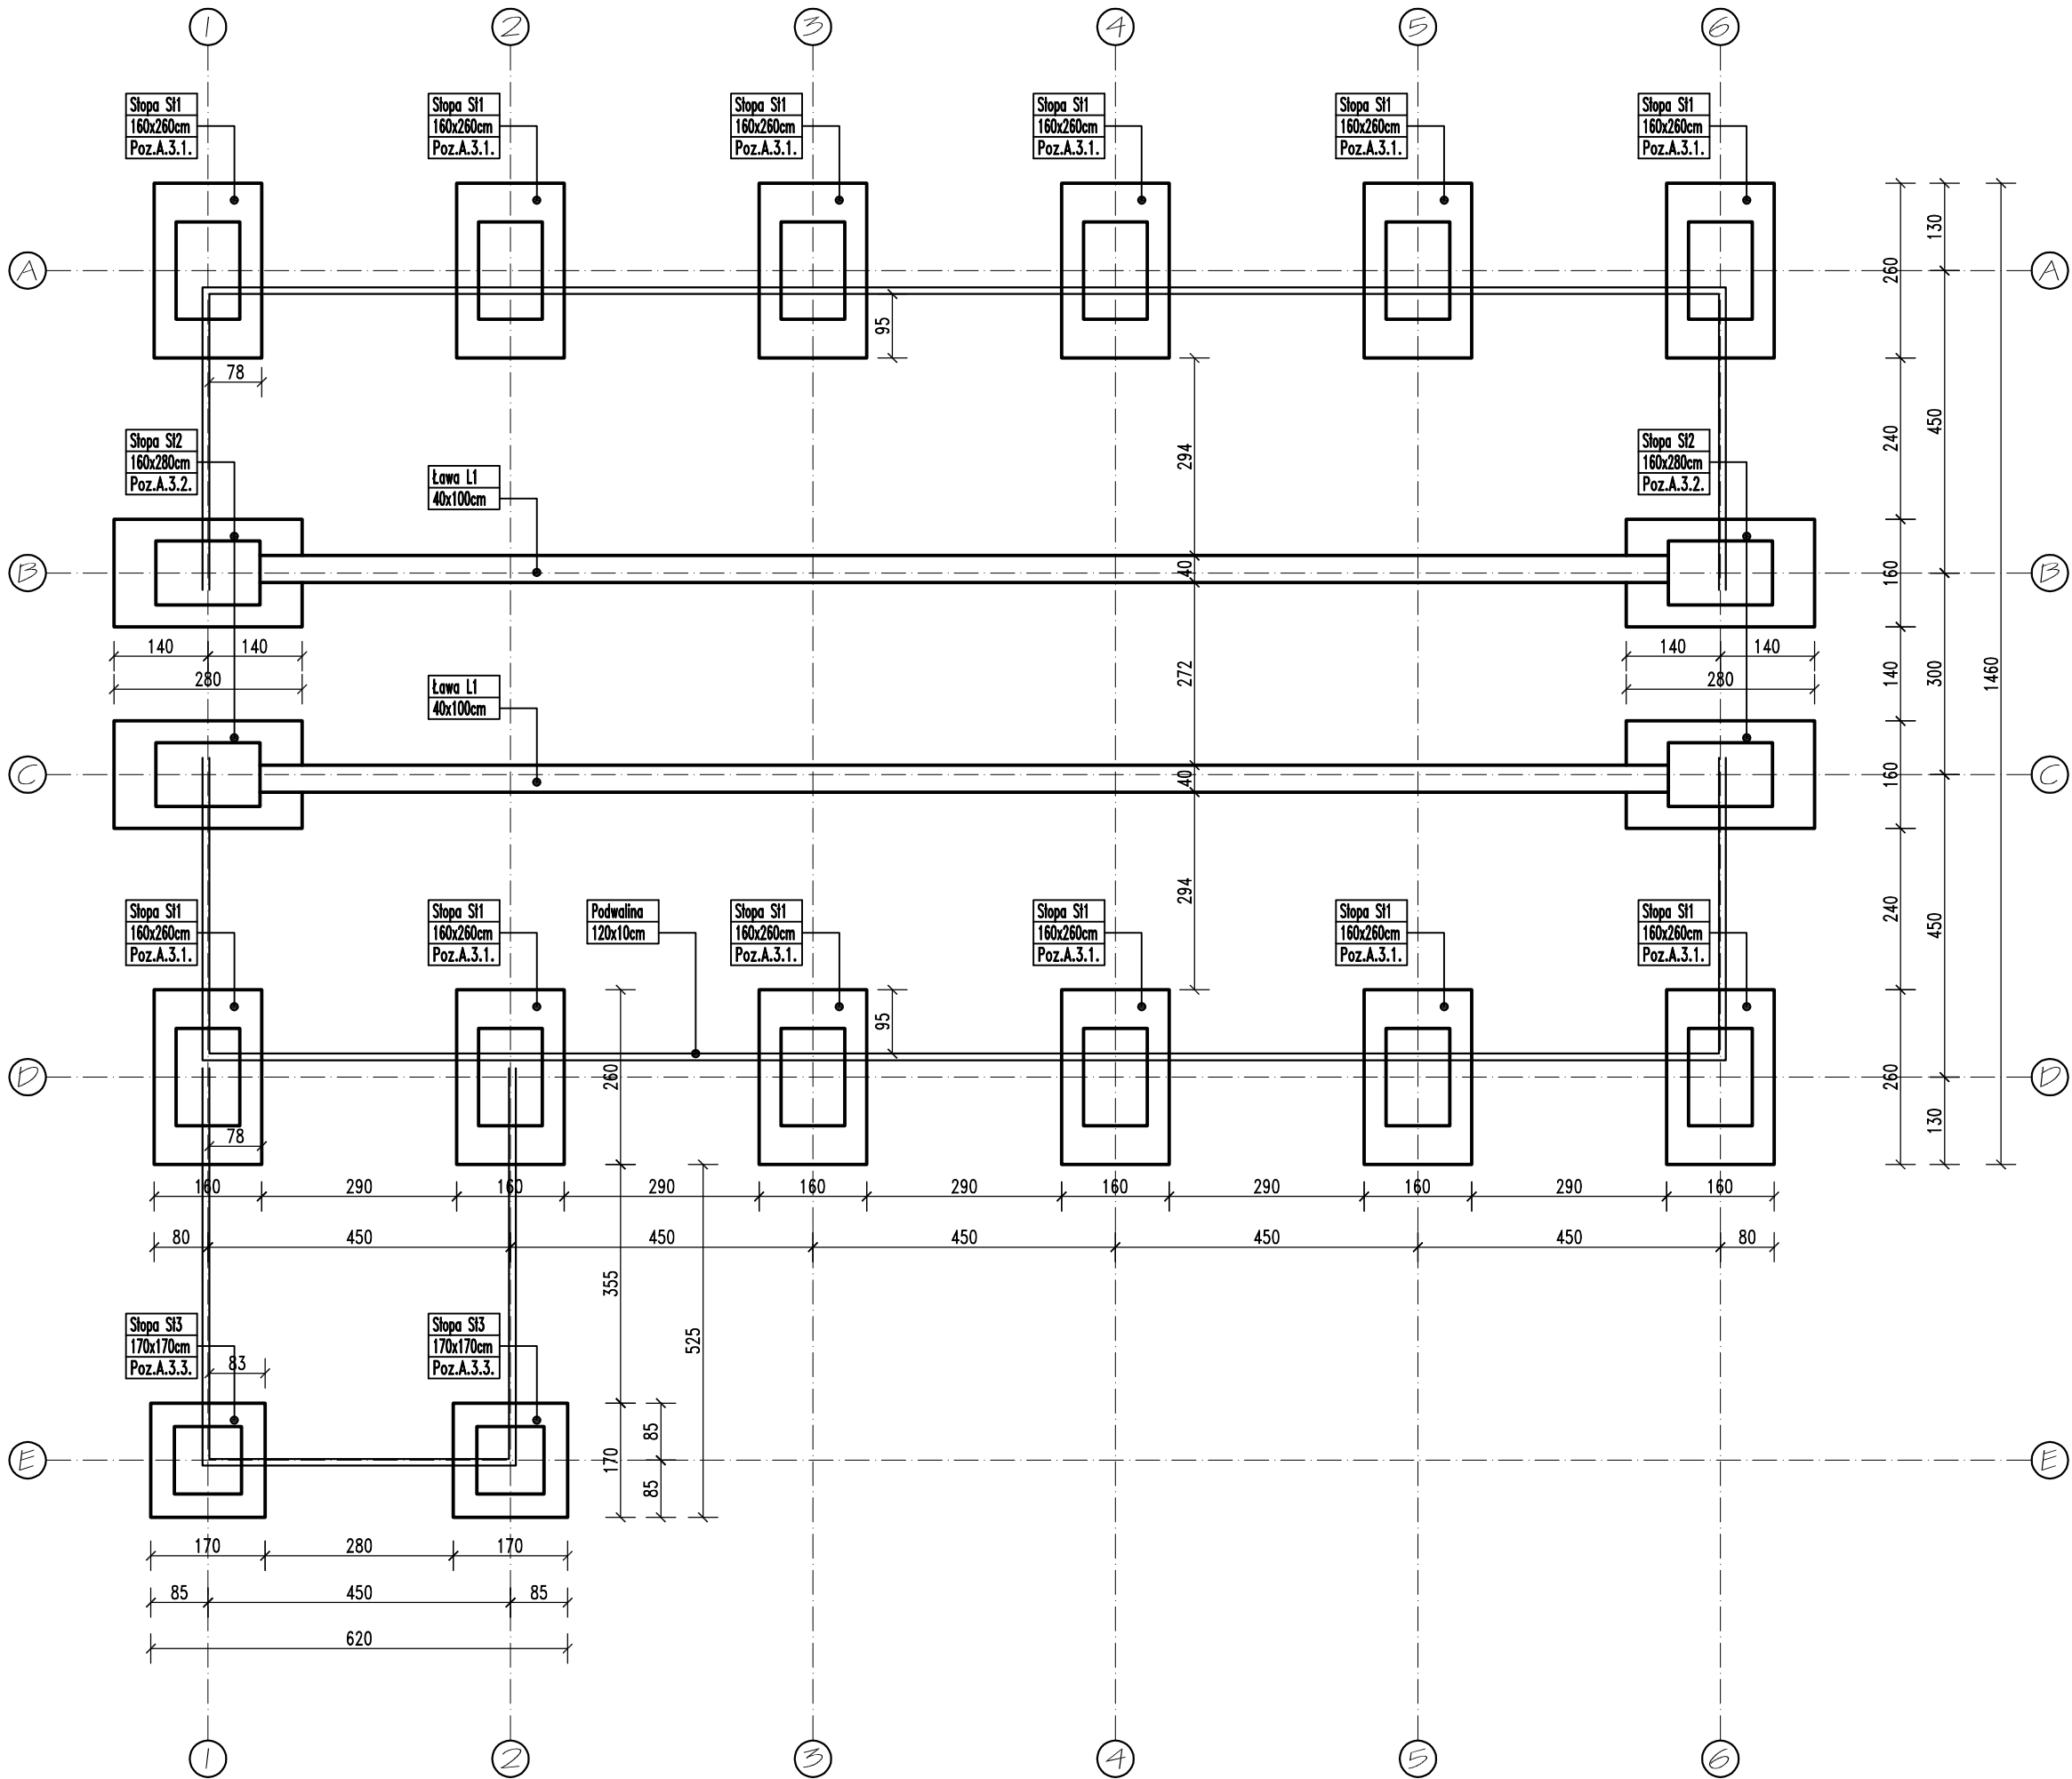 1 2 3 4 5 6
Stopa St1 Stopa St1 Stopa St1 Stopa St1 Stopa St1 Stopa St1
160x260cm 160x260cm 160x260cm 160x260cm 160x260cm 160x260cm
Poz.A.3.1. Poz.A.3.1. Poz.A.3.1. Poz.A.3.1. Poz.A.3.1. Poz.A.3.1.
130
A 260 A
95
78
450
Stopa St2 240 Stopa St2
160x280cm 294 160x280cm
Poz.A.3.2. Poz.A.3.2.
Ława L1
40x100cm
B 40 160 B
140 140 140 140
280 272 280 140 300 1460
Ława L1
40x100cm
C 40 160 C
294 240 450
Stopa St1 Stopa St1 Podwalina Stopa St1 Stopa St1 Stopa St1 Stopa St1
160x260cm 160x260cm 120x10cm 160x260cm 160x260cm 160x260cm 160x260cm
Poz.A.3.1. Poz.A.3.1. Poz.A.3.1. Poz.A.3.1. Poz.A.3.1. Poz.A.3.1.
95
D 260 260 D
78 130
160 290 160 290 160 290 160 290 160 290 160
80 450 450 450 450 450 80
355
525
Stopa St3 Stopa St3
170x170cm 170x170cm
Poz.A.3.3. 83 Poz.A.3.3.
85
E 170 E
85
170 280 170
85 450 85
620
1 2 3 4 5 6